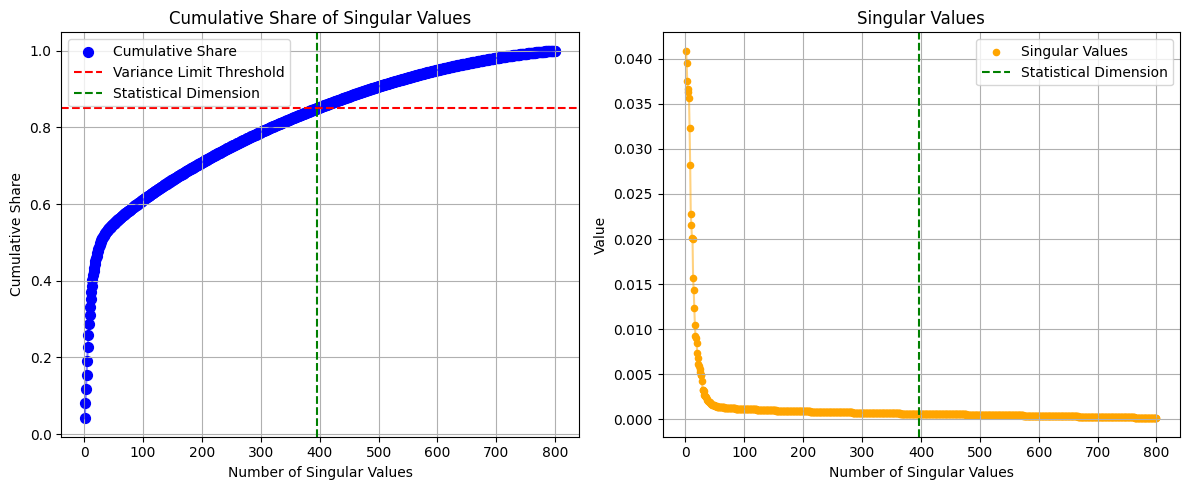 Cumulative Share of Singular Values
1.0
0.8
0.6
0.4
0.2
0.0
Cumulative Share
Cumulative Share
Variance Limit Threshold
Statistical Dimension
0 100 200 300 400 500 600 700 800
Number of Singular Values
Singular Values
0.040
0.035
0.030
0.025
0.020
0.015
0.010
0.005
0.000
Value
Singular Values
Statistical Dimension
0 100 200 300 400 500 600 700 800
Number of Singular Values